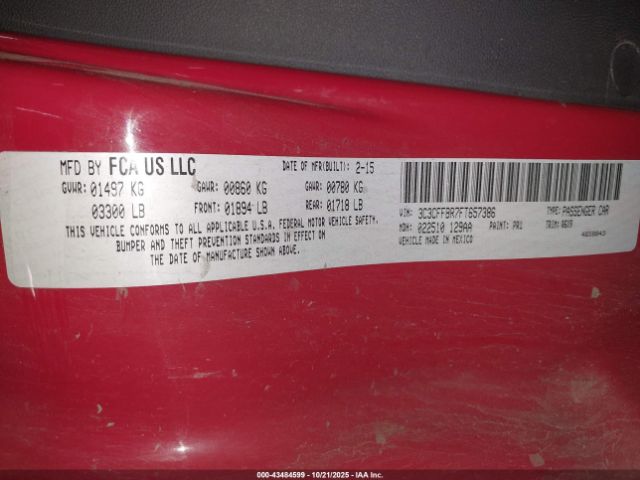 MFD BY FCA US LLC DATE OF MFR(BUILT): 2-15
GVWR: 01497 KG GAWR: 00860 KG GAWR: 00780 KG
03300 LB FRONT: 01894 LB REAR: 01718 LB
THIS VEHICLE CONFORMS TO ALL APPLICABLE U.S.A. FEDERAL MOTOR VEHICLE SAFETY,
BUMPER AND THEFT PREVENTION STANDARDS IN EFFECT ON
THE DATE OF MANUFACTURE SHOWN ABOVE.
VIN: 3C3CFFBR7FT657386 TYPE: PASSENGER CAR
MDH: 022510 129AA PAINT: PR1 TRIM:
VEHICLE MADE IN MEXICO
000-43484599 - 10/21/2025 - IAA Inc.